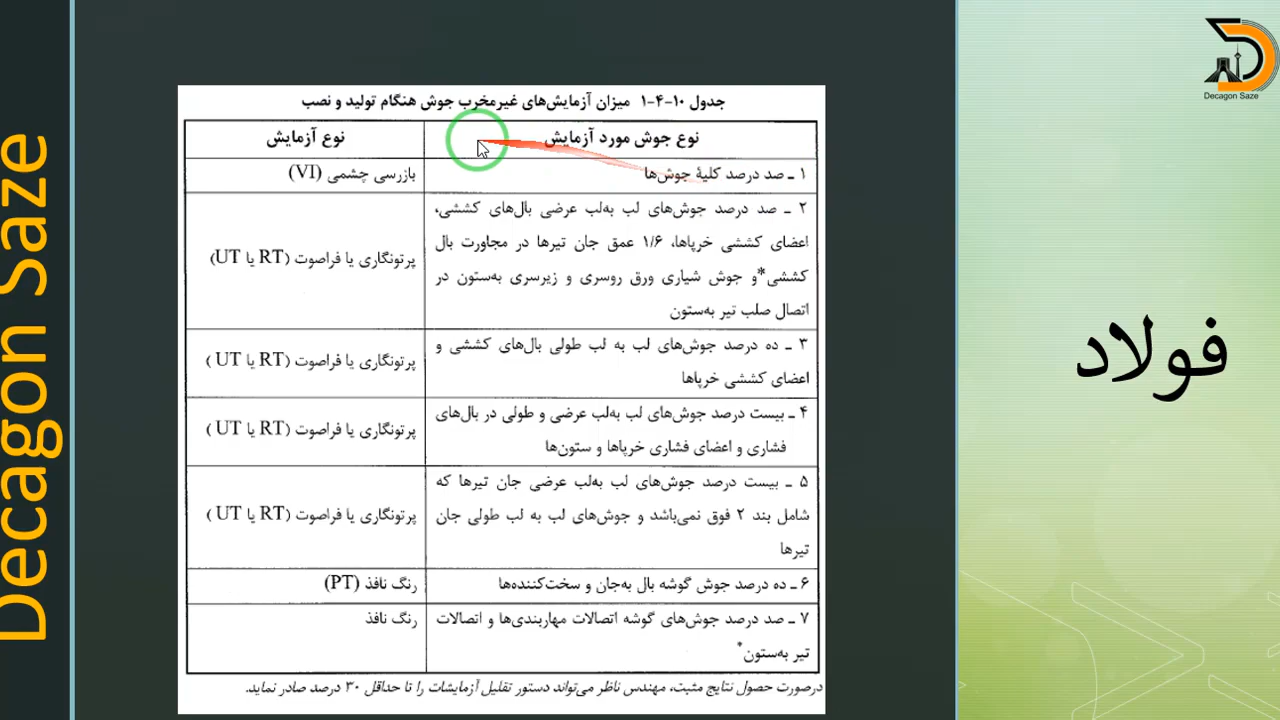 Decagon Saze
جدول ۱۰-۴-۱ میزان آزمایش‌های غیرمخرب جوش هنگام تولید و نصب
نوع جوش مورد آزمایش
نوع آزمایش
۱ ـ صد درصد کلیهٔ جوش‌ها
بازرسی چشمی (VI)
۲ ـ صد درصد جوش‌های لب به‌لب عرضی بال‌های کششی،
اعضای کششی خرپاها، ۱/۶ عمق جان تیرها در مجاورت بال
کششی* و جوش شیاری ورق روسری و زیرسری به‌ستون در
اتصال صلب تیر به‌ستون
پرتونگاری یا فراصوت (RT یا UT)
۳ ـ ده درصد جوش‌های لب به لب طولی بال‌های کششی و
اعضای کششی خرپاها
پرتونگاری یا فراصوت (RT یا UT )
۴ ـ بیست درصد جوش‌های لب به‌لب عرضی و طولی در بال‌های
فشاری و اعضای فشاری خرپاها و ستون‌ها
پرتونگاری یا فراصوت (RT یا UT )
۵ ـ بیست درصد جوش‌های لب به‌لب عرضی جان تیرها که
شامل بند ۲ فوق نمی‌باشد و جوش‌های لب به لب طولی جان
تیرها
پرتونگاری یا فراصوت (RT یا UT )
۶ ـ ده درصد جوش گوشه بال به‌جان و سخت‌کننده‌ها
رنگ نافذ (PT)
۷ ـ صد درصد جوش‌های گوشه اتصالات مهاربندی‌ها و اتصالات
تیر به‌ستون*
رنگ نافذ
درصورت حصول نتایج مثبت، مهندس ناظر می‌تواند دستور تقلیل آزمایشات را تا حداقل ۳۰ درصد صادر نماید.
Decagon Saze
فولاد